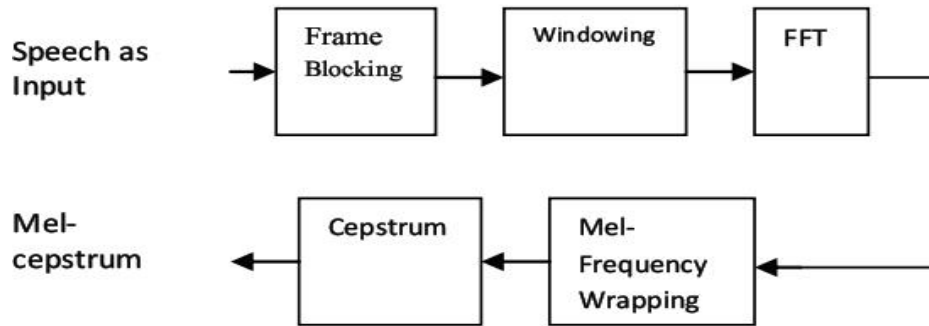 Speech as
Input
Frame
Blocking
Windowing
FFT
Mel-
cepstrum
Cepstrum
Mel-
Frequency
Wrapping